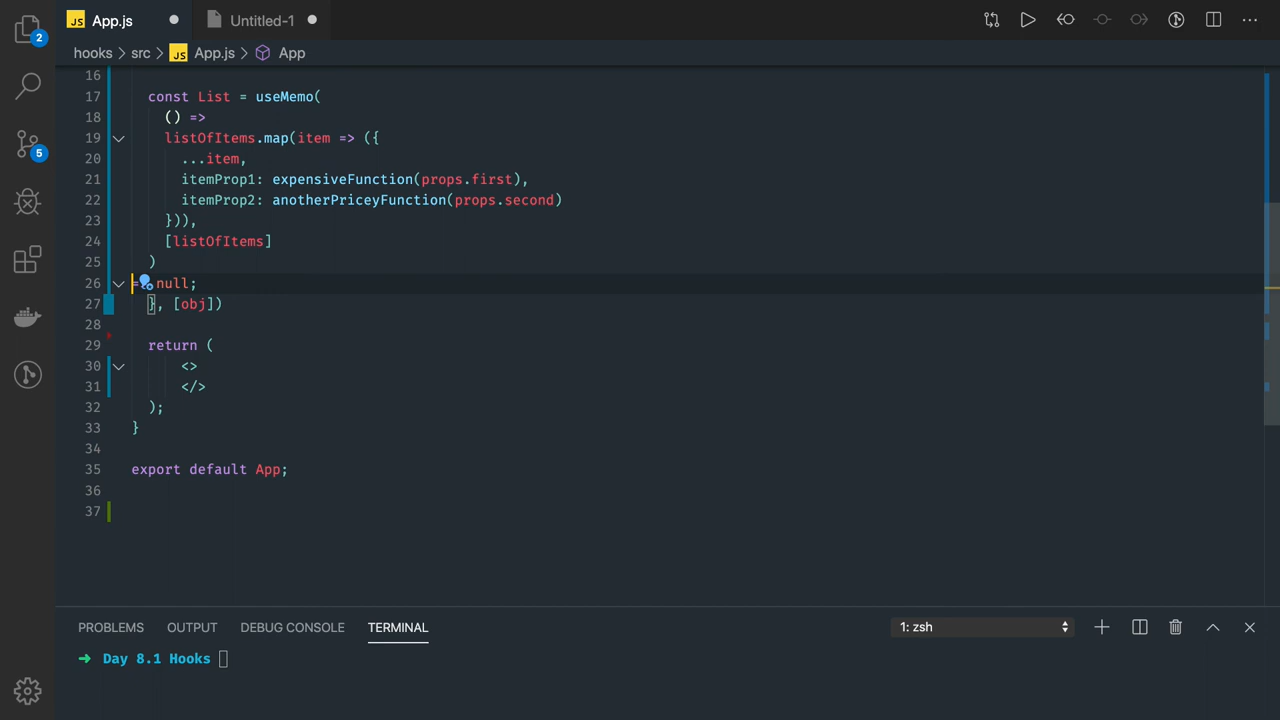 JS App.js Untitled-1
2
hooks > src > JS App.js > App
16
17 const List = useMemo(
18 () =>
19 listOfItems.map(item => ({
20 ...item,
21 itemProp1: expensiveFunction(props.first),
22 itemProp2: anotherPriceyFunction(props.second)
23 })),
24 [listOfItems]
25 )
26 = null;
27 }, [obj])
28
29 return (
30 <>
31 </>
32 );
33 }
34
35 export default App;
36
37
5
PROBLEMS OUTPUT DEBUG CONSOLE TERMINAL 1: zsh
➜ Day 8.1 Hooks